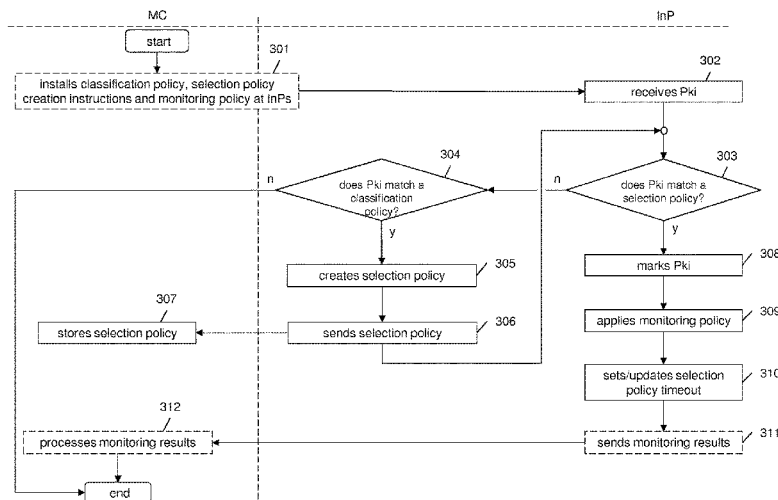 MC
InP
start
301
installs classification policy, selection policy
creation instructions and monitoring policy at InPs
302
receives Pki
304
303
n
does Pki match a
classification
policy?
n
does Pki match a
selection policy?
y
y
305
creates selection policy
308
marks Pki
307
stores selection policy
306
sends selection policy
309
applies monitoring policy
310
sets/updates selection
policy timeout
312
processes monitoring results
311
sends monitoring results
end